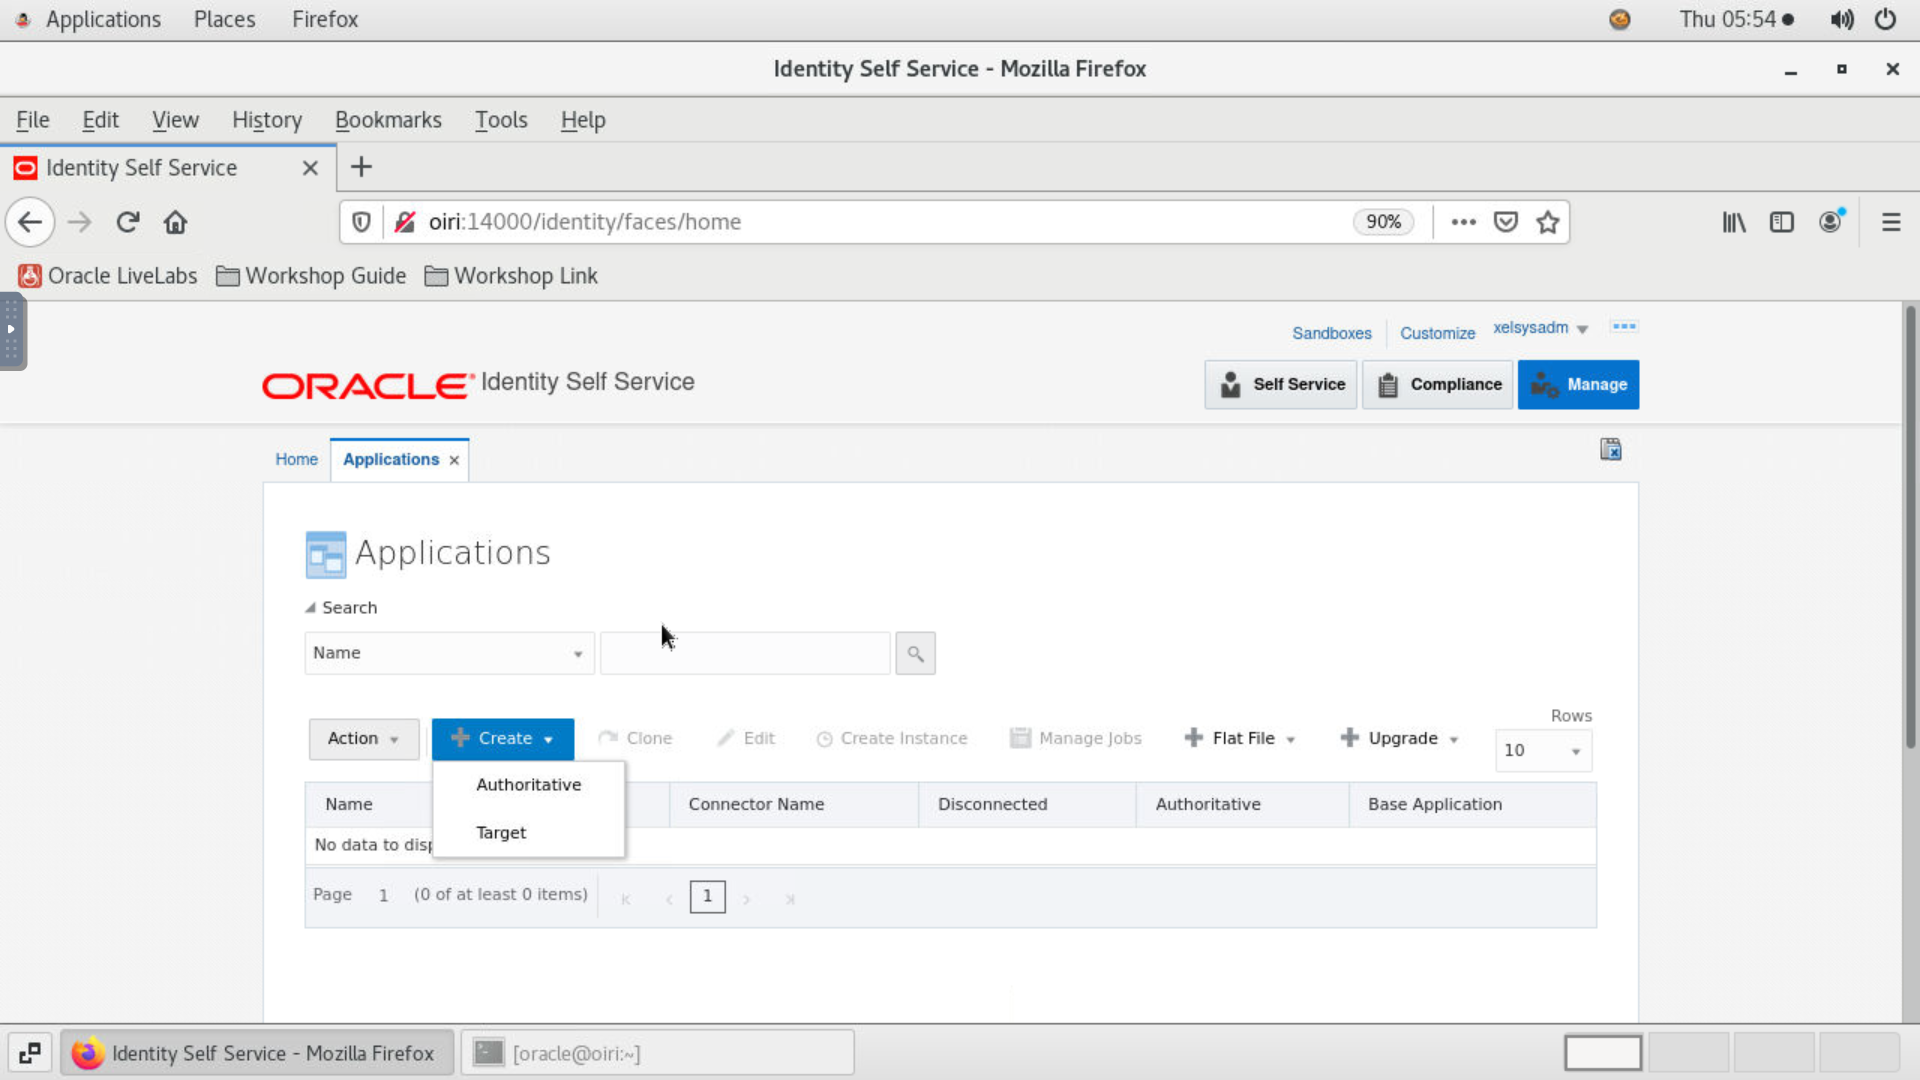 Applications Places Firefox Thu 05:54
Identity Self Service - Mozilla Firefox
File Edit View History Bookmarks Tools Help
Identity Self Service
oiri:14000/identity/faces/home 90%
Oracle LiveLabs Workshop Guide Workshop Link
Sandboxes Customize xelsysadm
ORACLE Identity Self Service Self Service Compliance Manage
Home Applications
Applications
Search
Name
Rows
Action Create Clone Edit Create Instance Manage Jobs Flat File Upgrade 10
Authoritative
Target
Name Connector Name Disconnected Authoritative Base Application
No data to disp
Page 1 (0 of at least 0 items) 1
Identity Self Service - Mozilla Firefox [oracle@oiri:~]